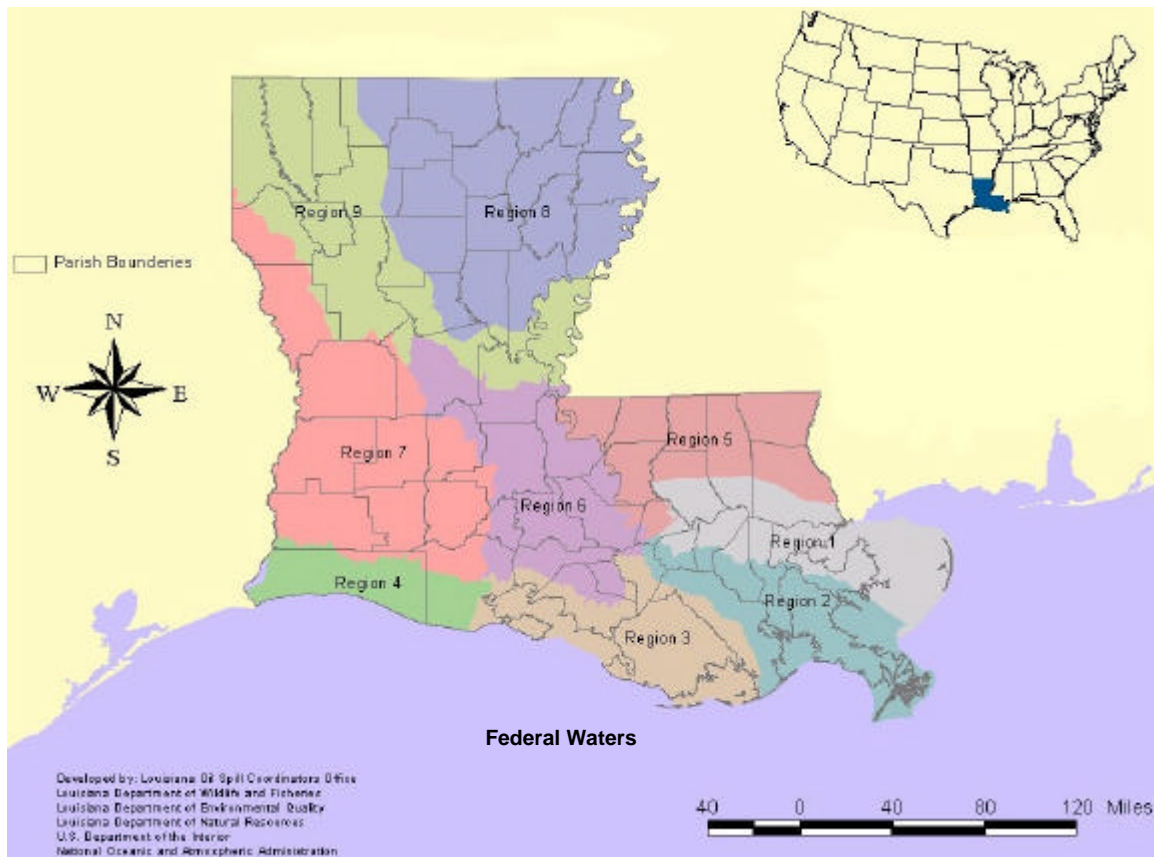 Region 9
Region 8
Parish Bounderies
N
W E
S
Region 5
Region 7
Region 6
Region 1
Region 4
Region 2
Region 3
Federal Waters
Developed by: Louisiana Oil Spill Coordinators Office
Louisiana Department of Wildlife and Fisheries
Louisiana Department of Environmental Quality
Louisiana Department of Natural Resources
U.S. Department of the Interior
National Oceanic and Atmospheric Administration
40 0 40 80 120 Miles